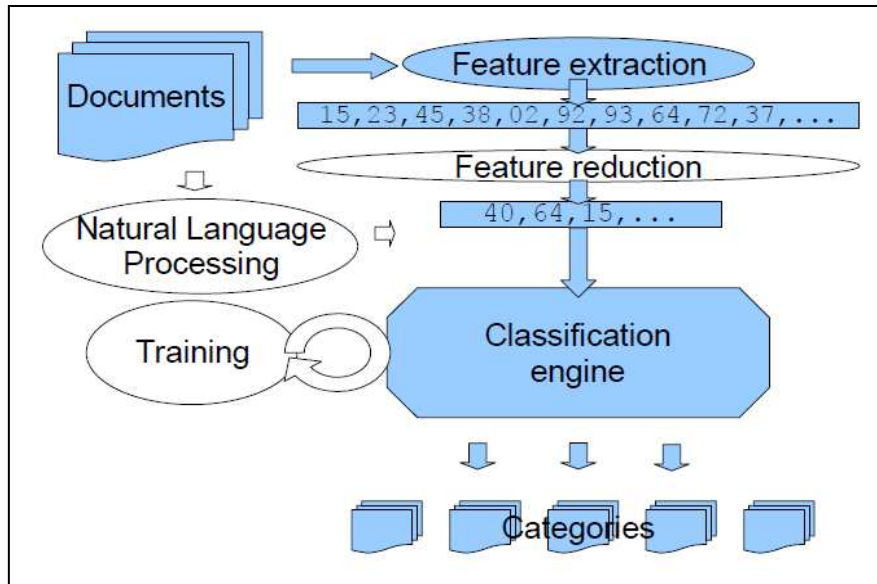 Documents
Feature extraction
15,23,45,38,02,92,93,64,72,37,...
Feature reduction
40,64,15,...
Natural Language
Processing
Training
Classification
engine
Categories